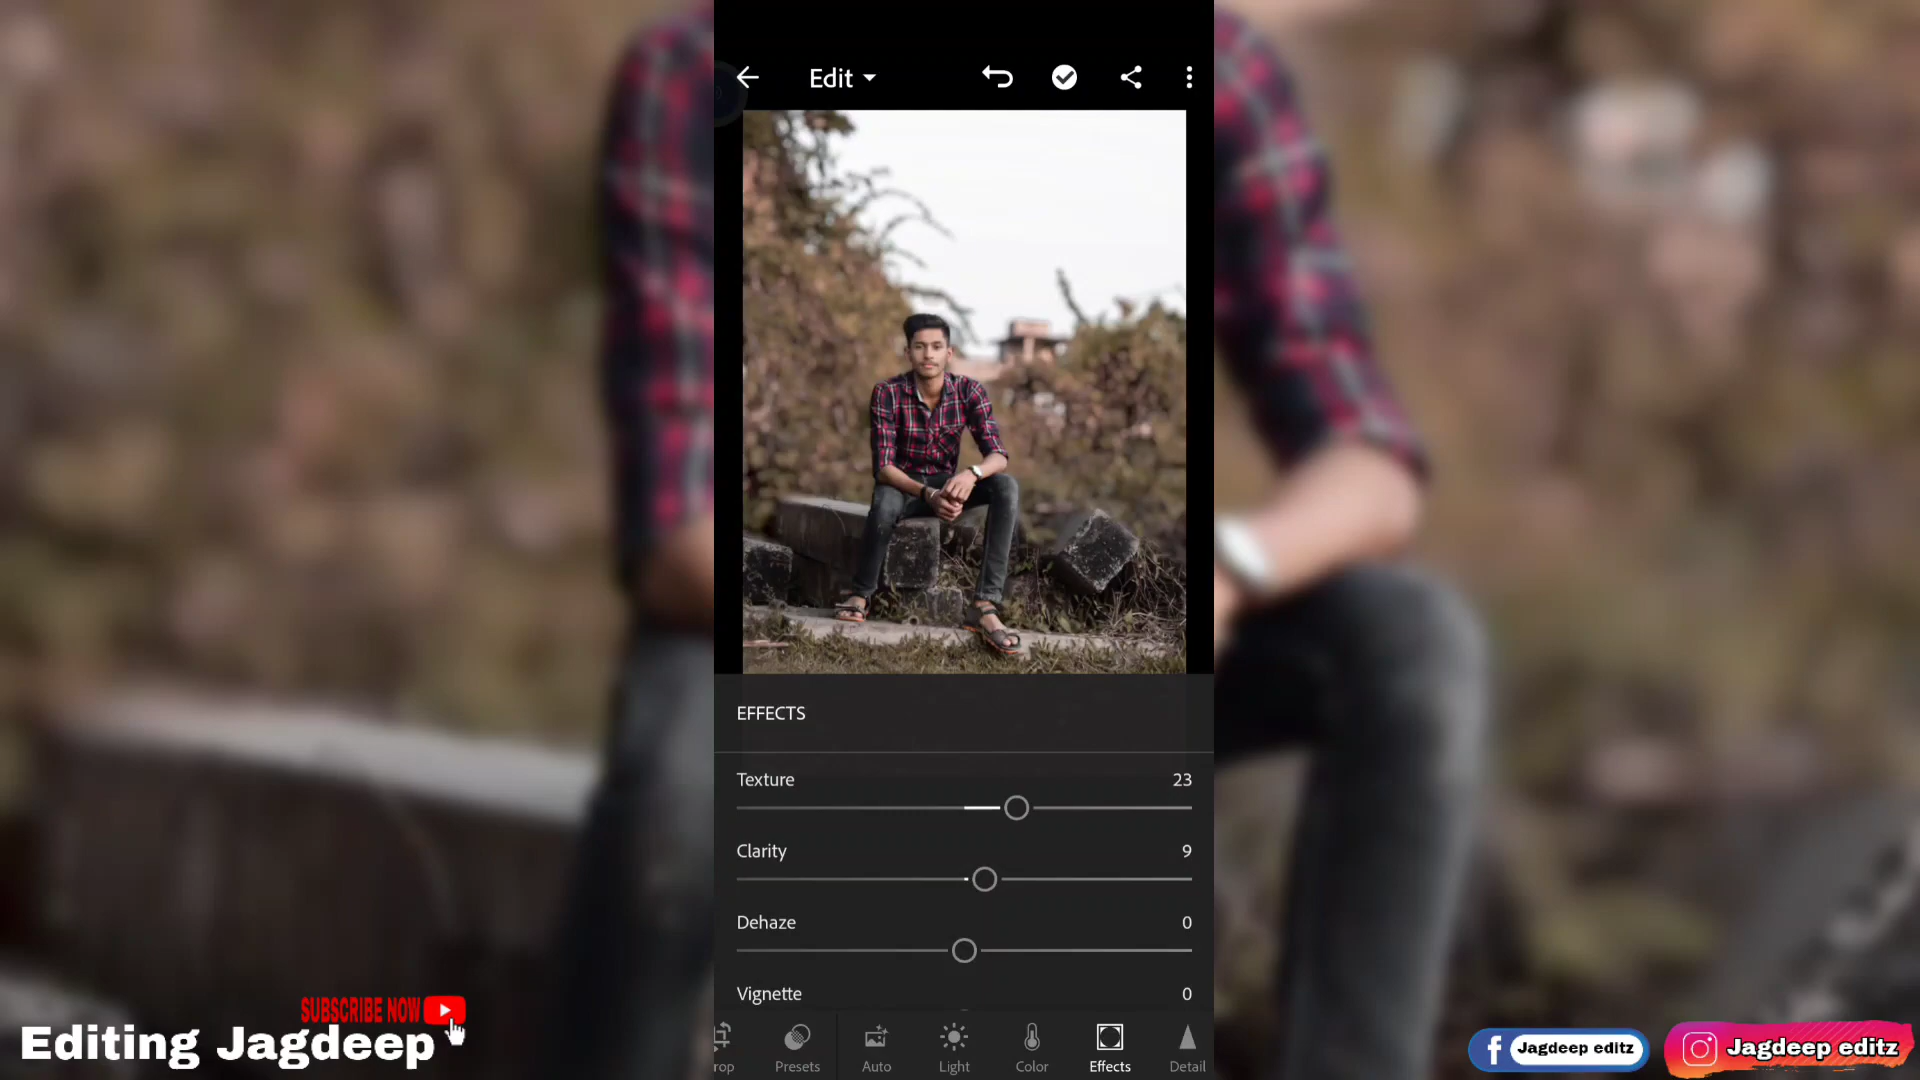 Edit
EFFECTS
Texture 23
Clarity 9
Dehaze 0
Vignette 0
rop Presets Auto Light Color Effects Detail
SUBSCRIBE NOW
Editing Jagdeep
f Jagdeep editz
Jagdeep editz